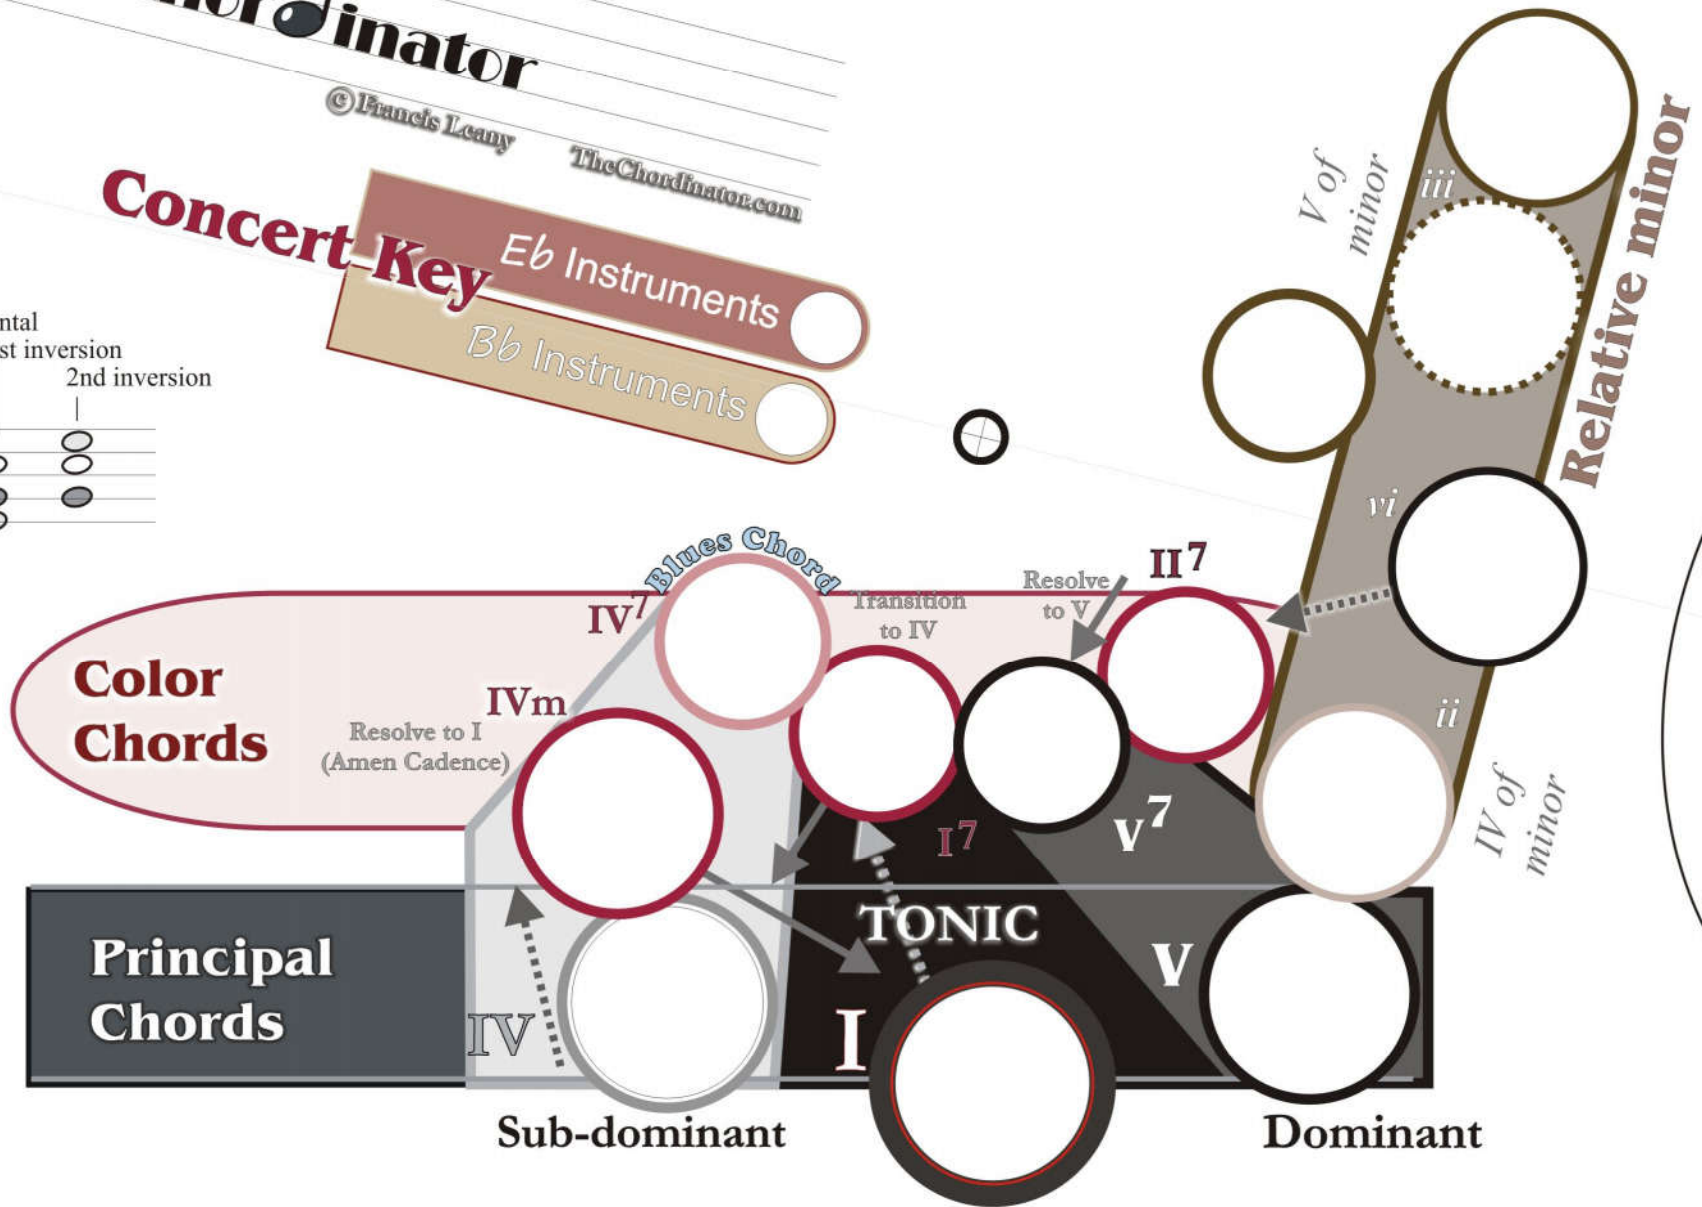 inator
© Francis Leany
TheChordinator.com
Concert Key
Eb Instruments
Bb Instruments
st inversion
2nd inversion
V of
minor
iii
Relative minor
vi
ii
IV of
minor
Blues Chord
IV7
Transition
to IV
Resolve
to V
II7
Color
Chords
IVm
Resolve to I
(Amen Cadence)
I7
V7
TONIC
Principal
Chords
IV
I
V
Sub-dominant
Dominant